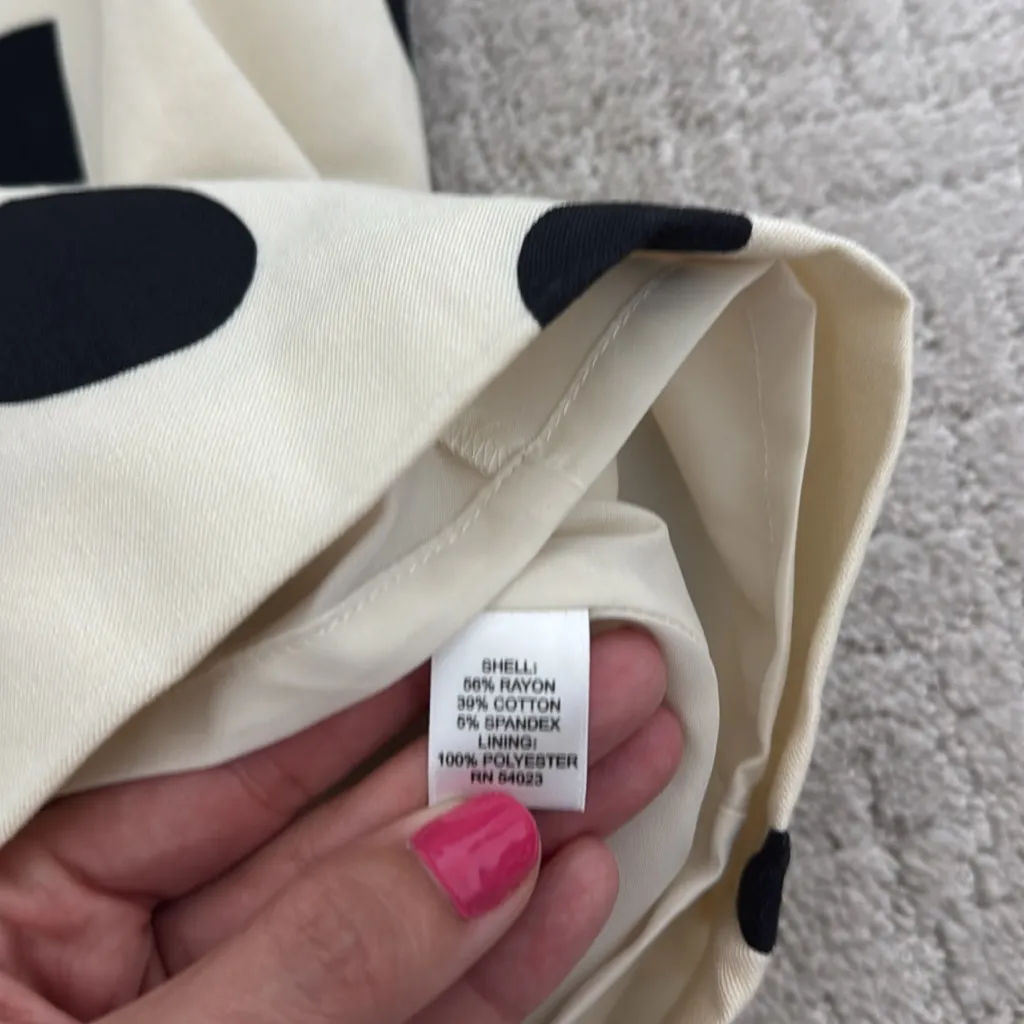 SHELL:
56% RAYON
39% COTTON
5% SPANDEX
LINING:
100% POLYESTER
RN 54023